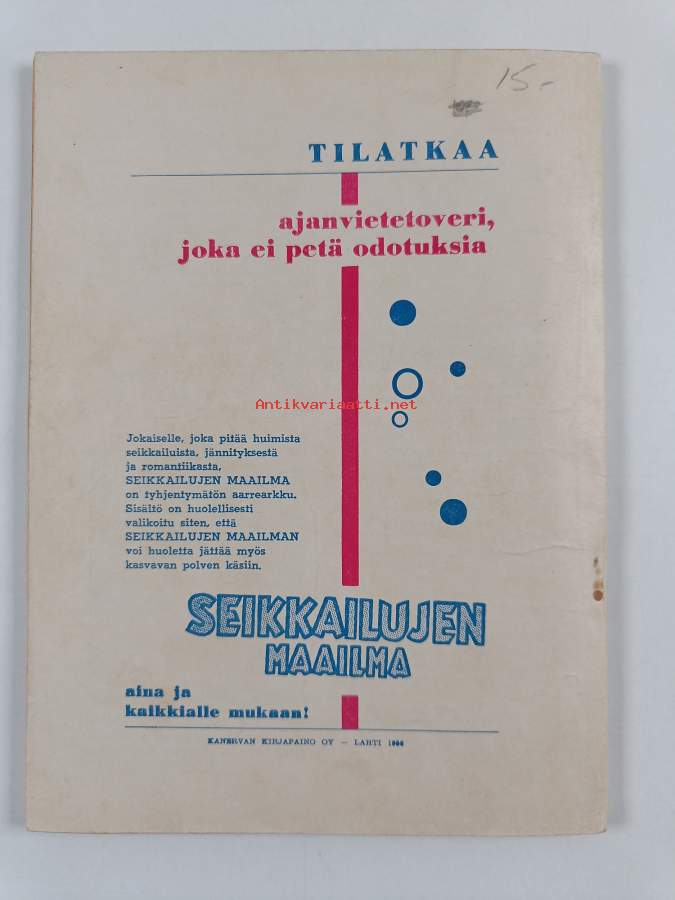 15.-
TILATKAA
ajanvietetoveri,
joka ei petä odotuksia
Antikvariaatti.net
Jokaiselle, joka pitää huimista
seikkailuista, jännityksestä
ja romantiikasta,
SEIKKAILUJEN MAAILMA
on tyhjentymätön aarrearkku.
Sisältö on huolellisesti
valikoitu siten, että
SEIKKAILUJEN MAAILMAN
voi huoletta jättää myös
kasvavan polven käsiin.
SEIKKAILUJEN
MAAILMA
aina ja
kaikkialle mukaan!
KANERVAN KIRJAPAINO OY — LAHTI